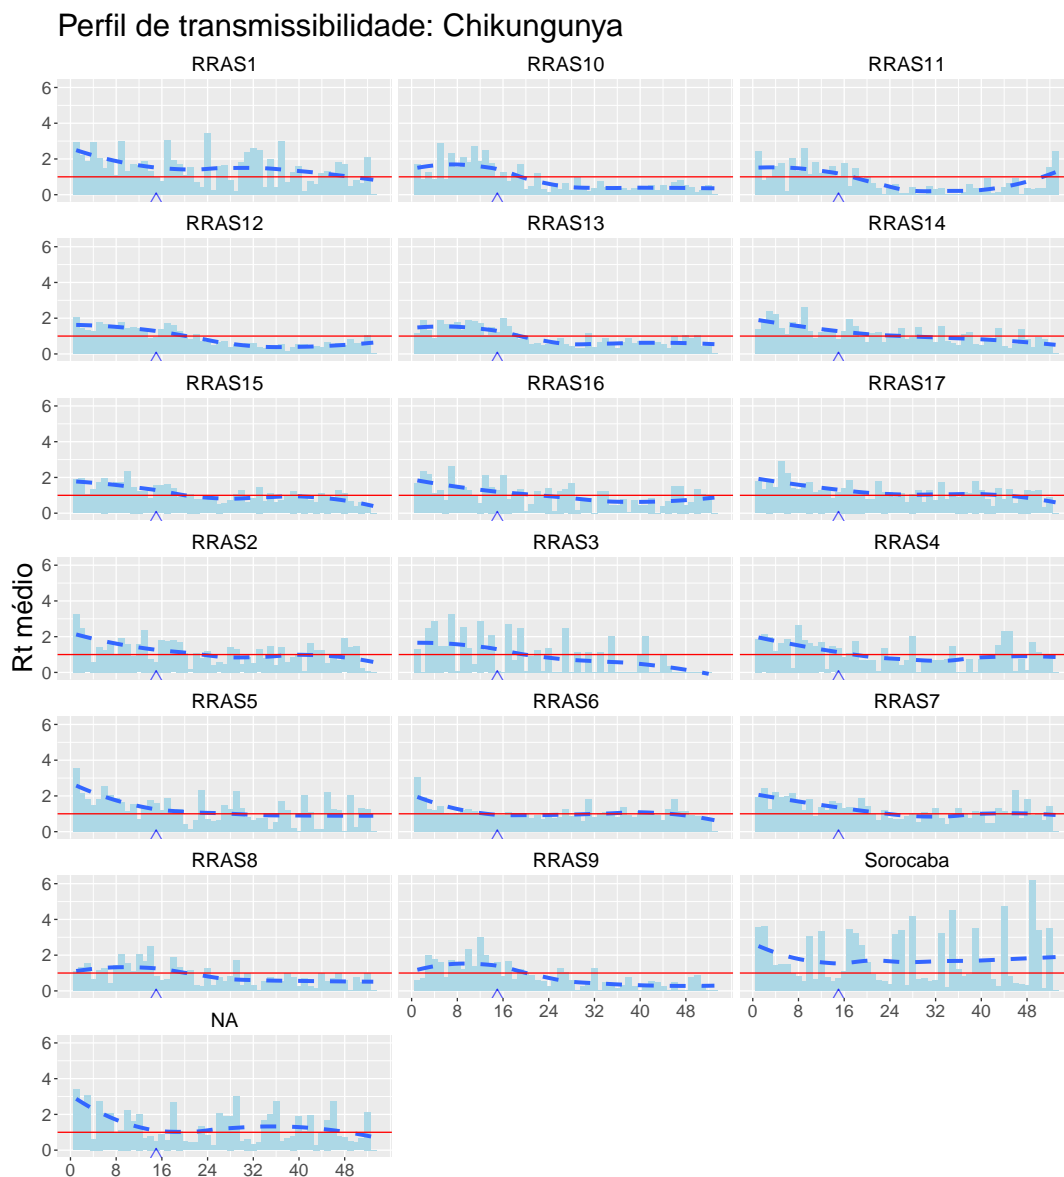 Perfil de transmissibilidade: Chikungunya
RRAS1 RRAS10 RRAS11
6
4
2
0
RRAS12 RRAS13 RRAS14
6
4
2
0
RRAS15 RRAS16 RRAS17
6
4
2
0
Rt médio
RRAS2 RRAS3 RRAS4
6
4
2
0
RRAS5 RRAS6 RRAS7
6
4
2
0
RRAS8 RRAS9 Sorocaba
6
4
2
0
0 8 16 24 32 40 48 0 8 16 24 32 40 48
NA
6
4
2
0
0 8 16 24 32 40 48